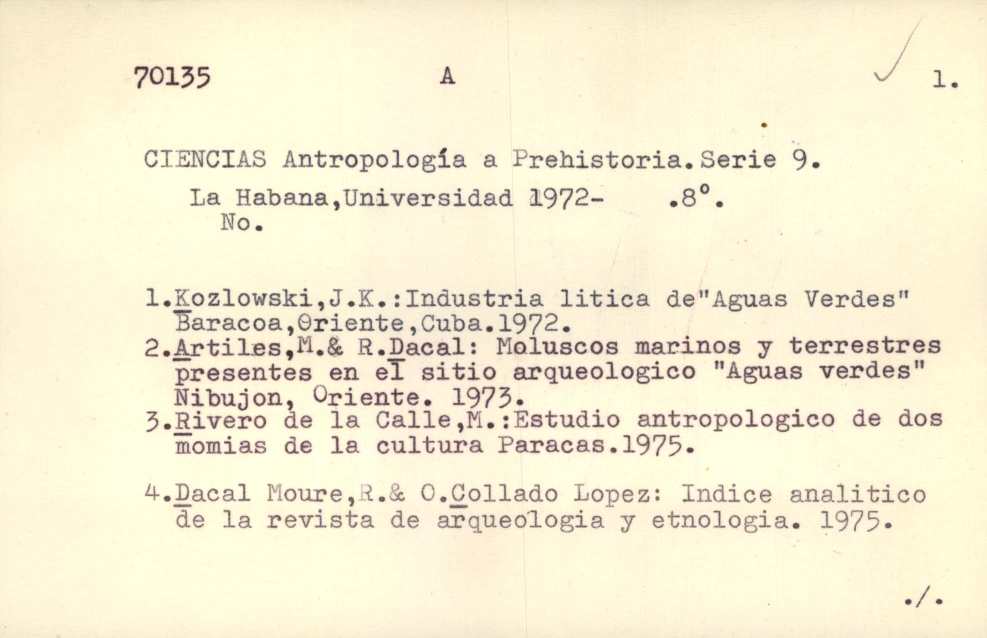 70135 A ✓ 1.
CIENCIAS Antropología a Prehistoria.Serie 9.
La Habana,Universidad 1972- .8°.
No.
1.Kozlowski,J.K.:Industria litica de"Aguas Verdes"
Baracoa,Oriente,Cuba.1972.
2.Artiles,M.& R.Dacal: Moluscos marinos y terrestres
presentes en el sitio arqueologico "Aguas verdes"
Nibujon, Oriente. 1973.
3.Rivero de la Calle,M.:Estudio antropologico de dos
momias de la cultura Paracas.1975.
4.Dacal Moure,R.& O.Collado Lopez: Indice analitico
de la revista de arqueologia y etnologia. 1975.
./.